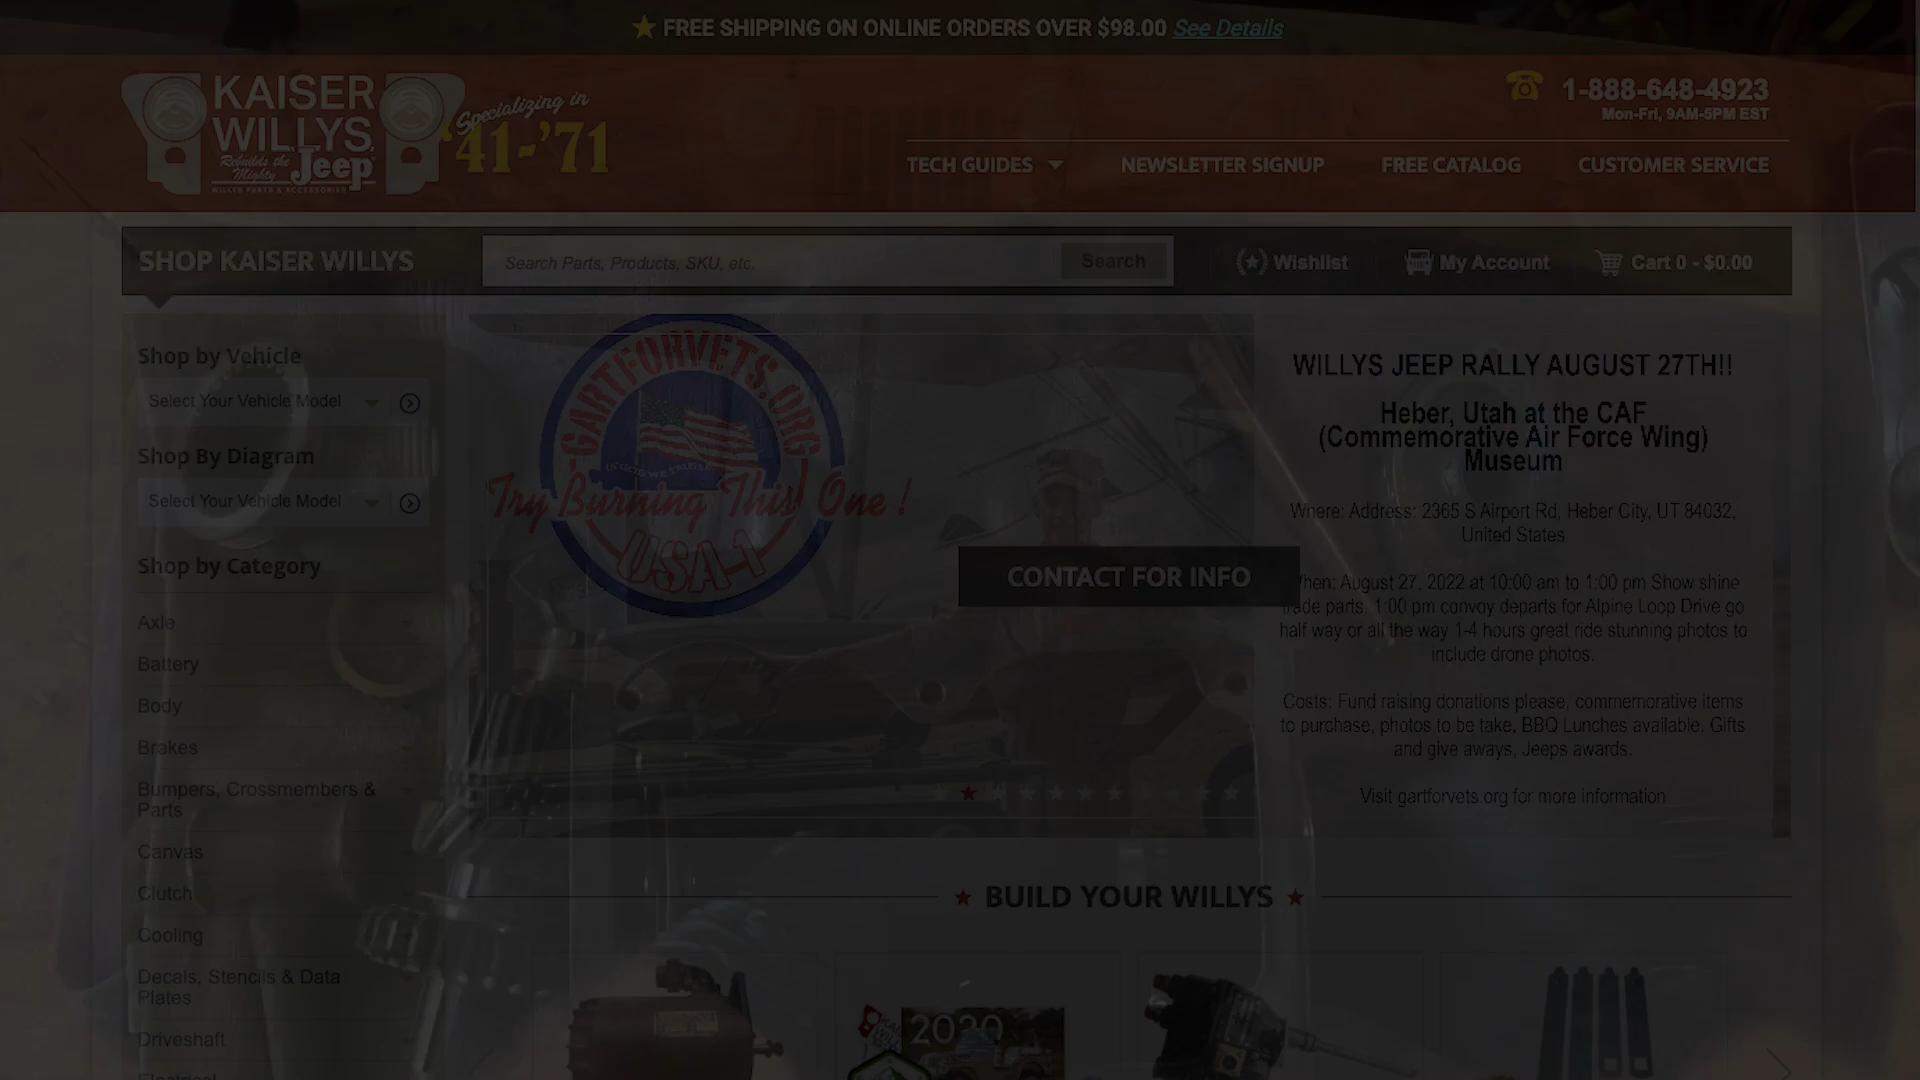 FREE SHIPPING ON ONLINE ORDERS OVER $98.00 See Details
KAISER
WILLYS
Rebuilds the
Mighty Jeep
WILLYS PARTS & ACCESSORIES
Specializing in
'41-'71
1-888-648-4923
Mon-Fri, 9AM-5PM EST
TECH GUIDES
NEWSLETTER SIGNUP
FREE CATALOG
CUSTOMER SERVICE
SHOP KAISER WILLYS
Search Parts, Products, SKU, etc.
Search
Wishlist
My Account
Cart 0 - $0.00
Shop by Vehicle
Select Your Vehicle Model
Shop By Diagram
Select Your Vehicle Model
Shop by Category
Axle
Battery
Body
Brakes
Bumpers, Crossmembers &
Parts
Canvas
Clutch
Cooling
Decals, Stencils & Data
Plates
Driveshaft
Electrical
GARTFORVETS.ORG
IN GOD WE TRUST
Try Burning This One !
USA-1
CONTACT FOR INFO
WILLYS JEEP RALLY AUGUST 27TH!!
Heber, Utah at the CAF
(Commemorative Air Force Wing)
Museum
Where: Address: 2365 S Airport Rd, Heber City, UT 84032,
United States
When: August 27, 2022 at 10:00 am to 1:00 pm Show shine
trade parts. 1:00 pm convoy departs for Alpine Loop Drive go
half way or all the way 1-4 hours great ride stunning photos to
include drone photos.
Costs: Fund raising donations please, commemorative items
to purchase, photos to be take, BBQ Lunches available. Gifts
and give aways, Jeeps awards.
Visit gartforvets.org for more information
BUILD YOUR WILLYS
2020